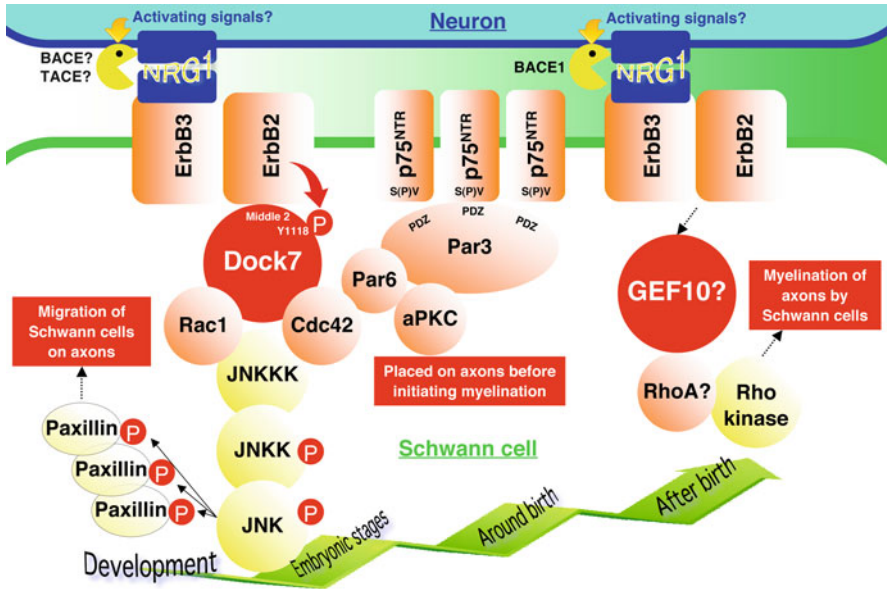 Activating signals?
Neuron
Activating signals?
BACE?
TACE?
NRG1
BACE1
NRG1
ErbB3
ErbB2
p75NTR
S(P)V
p75NTR
S(P)V
p75NTR
S(P)V
ErbB3
ErbB2
Middle 2
Y1118
P
Dock7
PDZ
PDZ
PDZ
Par3
Par6
aPKC
Rac1
Cdc42
GEF10?
Myelination of
axons by
Schwann cells
Migration of
Schwann cells
on axons
Placed on axons before
initiating myelination
JNKKK
RhoA?
Rho
kinase
Paxillin
P
Paxillin
P
Paxillin
P
JNKK
P
JNK
P
Schwann cell
Development
Embryonic stages
Around birth
After birth